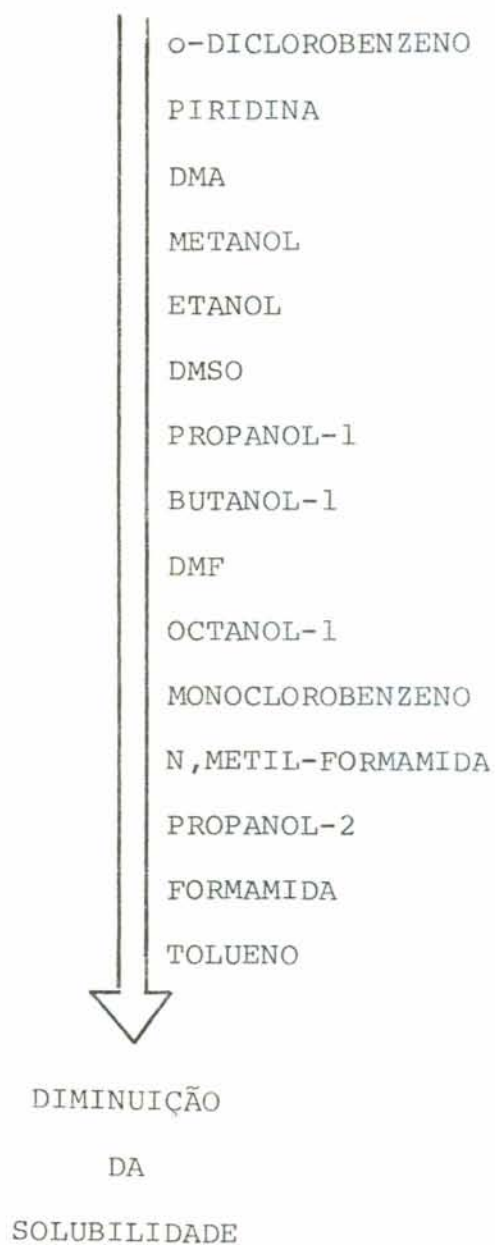 o-DICLOROBENZENO
PIRIDINA
DMA
METANOL
ETANOL
DMSO
PROPANOL-1
BUTANOL-1
DMF
OCTANOL-1
MONOCLOROBENZENO
N,METIL-FORMAMIDA
PROPANOL-2
FORMAMIDA
TOLUENO
DIMINUIÇÃO
DA
SOLUBILIDADE